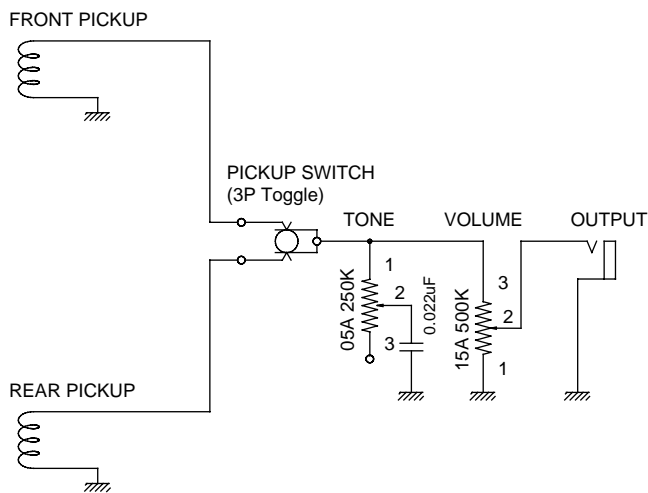 FRONT PICKUP
PICKUP SWITCH
(3P Toggle)
TONE
VOLUME
OUTPUT
1
2
3
05A 250K
0.022uF
3
2
1
15A 500K
REAR PICKUP